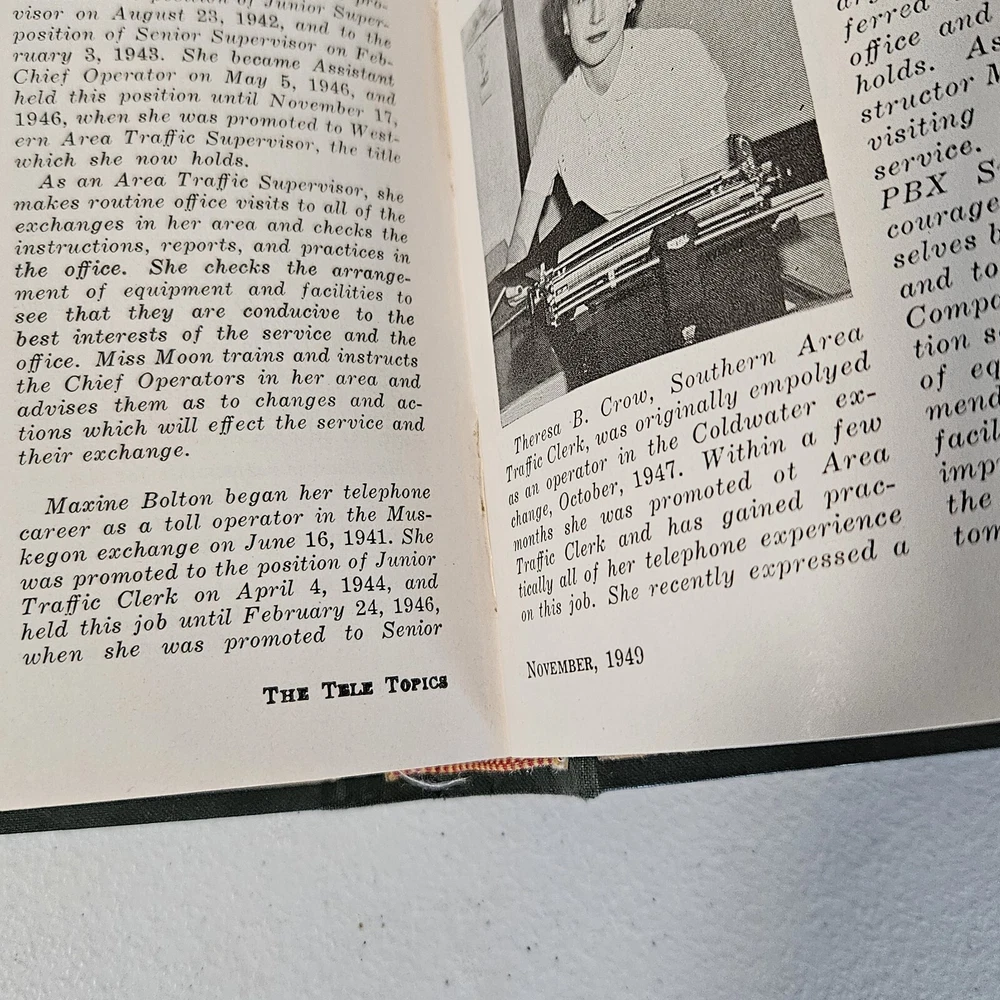 pro-
position of Junior Super-
visor on August 23, 1942, and to the
position of Senior Supervisor on Feb-
ruary 3, 1943. She became Assistant
Chief Operator on May 5, 1946, and
held this position until November 17,
1946, when she was promoted to West-
ern Area Traffic Supervisor, the title
which she now holds.
As an Area Traffic Supervisor, she
makes routine office visits to all of the
exchanges in her area and checks the
instructions, reports, and practices in
the office. She checks the arrange-
ment of equipment and facilities to
see that they are conducive to the
best interests of the service and the
office. Miss Moon trains and instructs
the Chief Operators in her area and
advises them as to changes and ac-
tions which will effect the service and
their exchange.
Maxine Bolton began her telephone
career as a toll operator in the Mus-
kegon exchange on June 16, 1941. She
was promoted to the position of Junior
Traffic Clerk on April 4, 1944, and
held this job until February 24, 1946,
when she was promoted to Senior
THE TELE TOPICS
Theresa B. Crow, Southern Area
Traffic Clerk, was originally empolyed
as an operator in the Coldwater ex-
change, October, 1947. Within a few
months she was promoted ot Area
Traffic Clerk and has gained prac-
tically all of her telephone experience
on this job. She recently expressed a
NOVEMBER, 1949
ferred
office and
holds. As
structor M
visiting
service.
PBX S
courage
selves b
and to
Compa
tion s
of eq
mend
facil
imp
the
tom